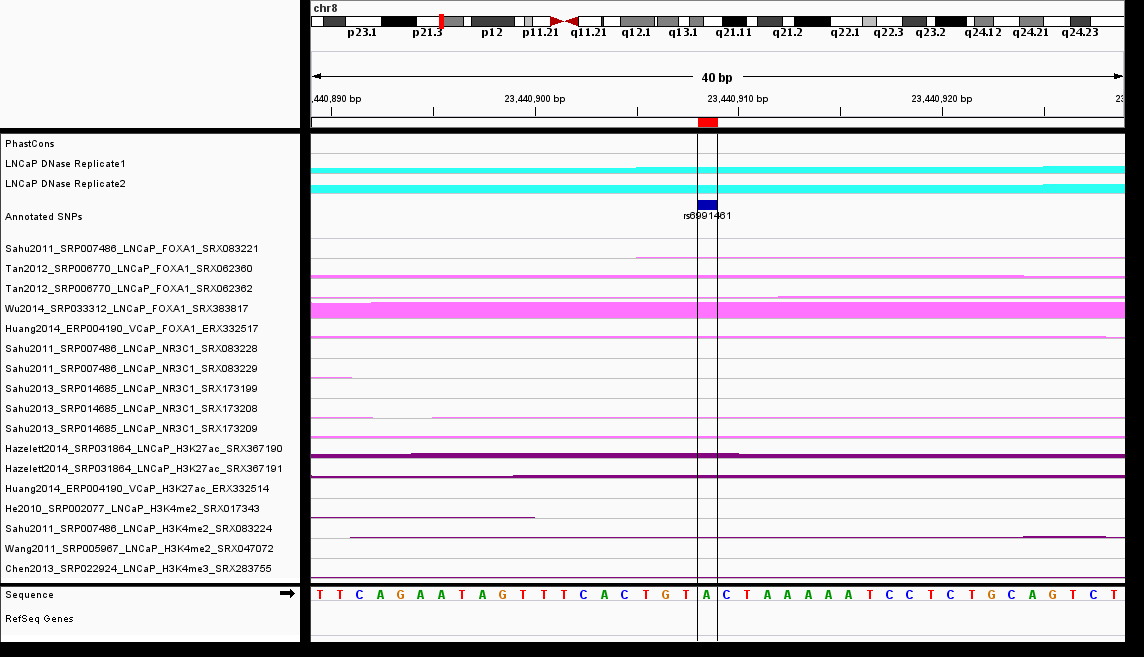 chr8
p23.1 p21.3 p12 p11.21 q11.21 q12.1 q13.1 q21.11 q21.2 q22.1 q22.3 q23.2 q24.12 q24.21 q24.23
40 bp
,440,890 bp 23,440,900 bp 23,440,910 bp 23,440,920 bp 23
PhastCons
LNCaP DNase Replicate1
LNCaP DNase Replicate2
Annotated SNPs
rs6991461
Sahu2011_SRP007486_LNCaP_FOXA1_SRX083221
Tan2012_SRP006770_LNCaP_FOXA1_SRX062360
Tan2012_SRP006770_LNCaP_FOXA1_SRX062362
Wu2014_SRP033312_LNCaP_FOXA1_SRX383817
Huang2014_ERP004190_VCaP_FOXA1_ERX332517
Sahu2011_SRP007486_LNCaP_NR3C1_SRX083228
Sahu2011_SRP007486_LNCaP_NR3C1_SRX083229
Sahu2013_SRP014685_LNCaP_NR3C1_SRX173199
Sahu2013_SRP014685_LNCaP_NR3C1_SRX173208
Sahu2013_SRP014685_LNCaP_NR3C1_SRX173209
Hazelett2014_SRP031864_LNCaP_H3K27ac_SRX367190
Hazelett2014_SRP031864_LNCaP_H3K27ac_SRX367191
Huang2014_ERP004190_VCaP_H3K27ac_ERX332514
He2010_SRP002077_LNCaP_H3K4me2_SRX017343
Sahu2011_SRP007486_LNCaP_H3K4me2_SRX083224
Wang2011_SRP005967_LNCaP_H3K4me2_SRX047072
Chen2013_SRP022924_LNCaP_H3K4me3_SRX283755
Sequence T T C A G A A T A G T T T C A C T G T A C T A A A A A T C C T C T G C A G T C T
RefSeq Genes